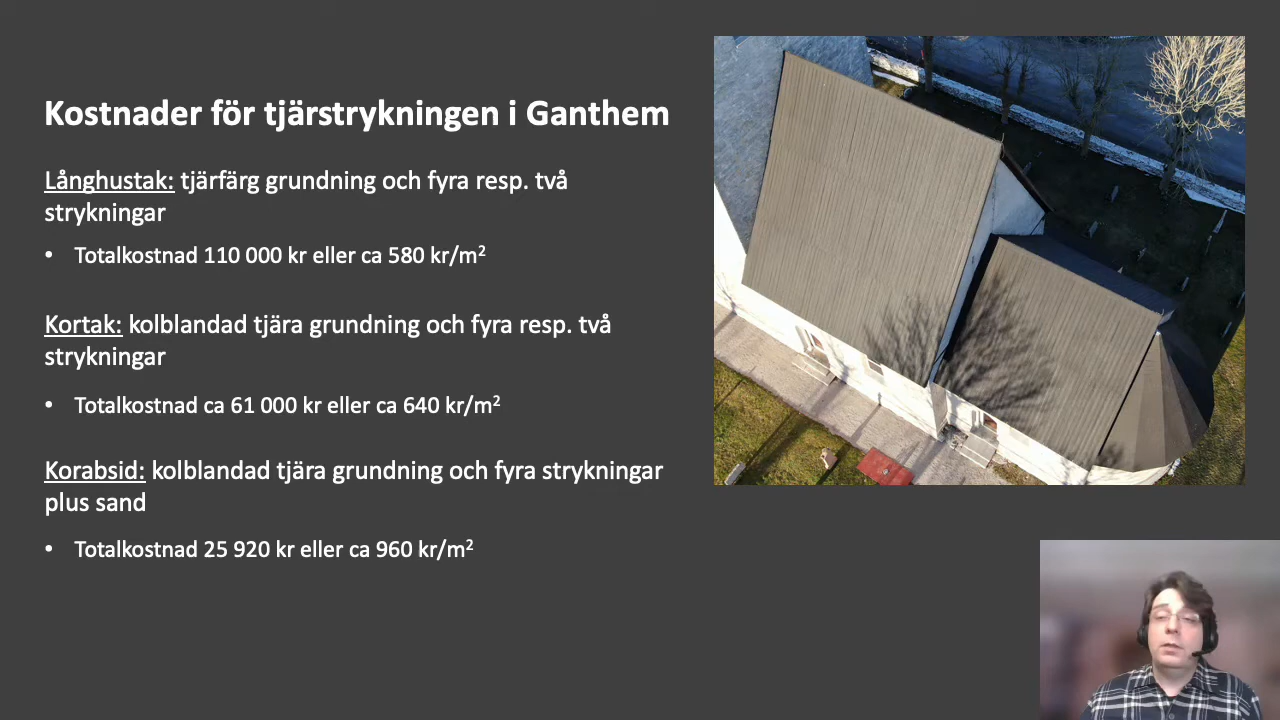 Kostnader för tjärstrykningen i Ganthem
Långhustak: tjärfärg grundning och fyra resp. två
strykningar
• Totalkostnad 110 000 kr eller ca 580 kr/m²
Kortak: kolblandad tjära grundning och fyra resp. två
strykningar
• Totalkostnad ca 61 000 kr eller ca 640 kr/m²
Korabsid: kolblandad tjära grundning och fyra strykningar
plus sand
• Totalkostnad 25 920 kr eller ca 960 kr/m²